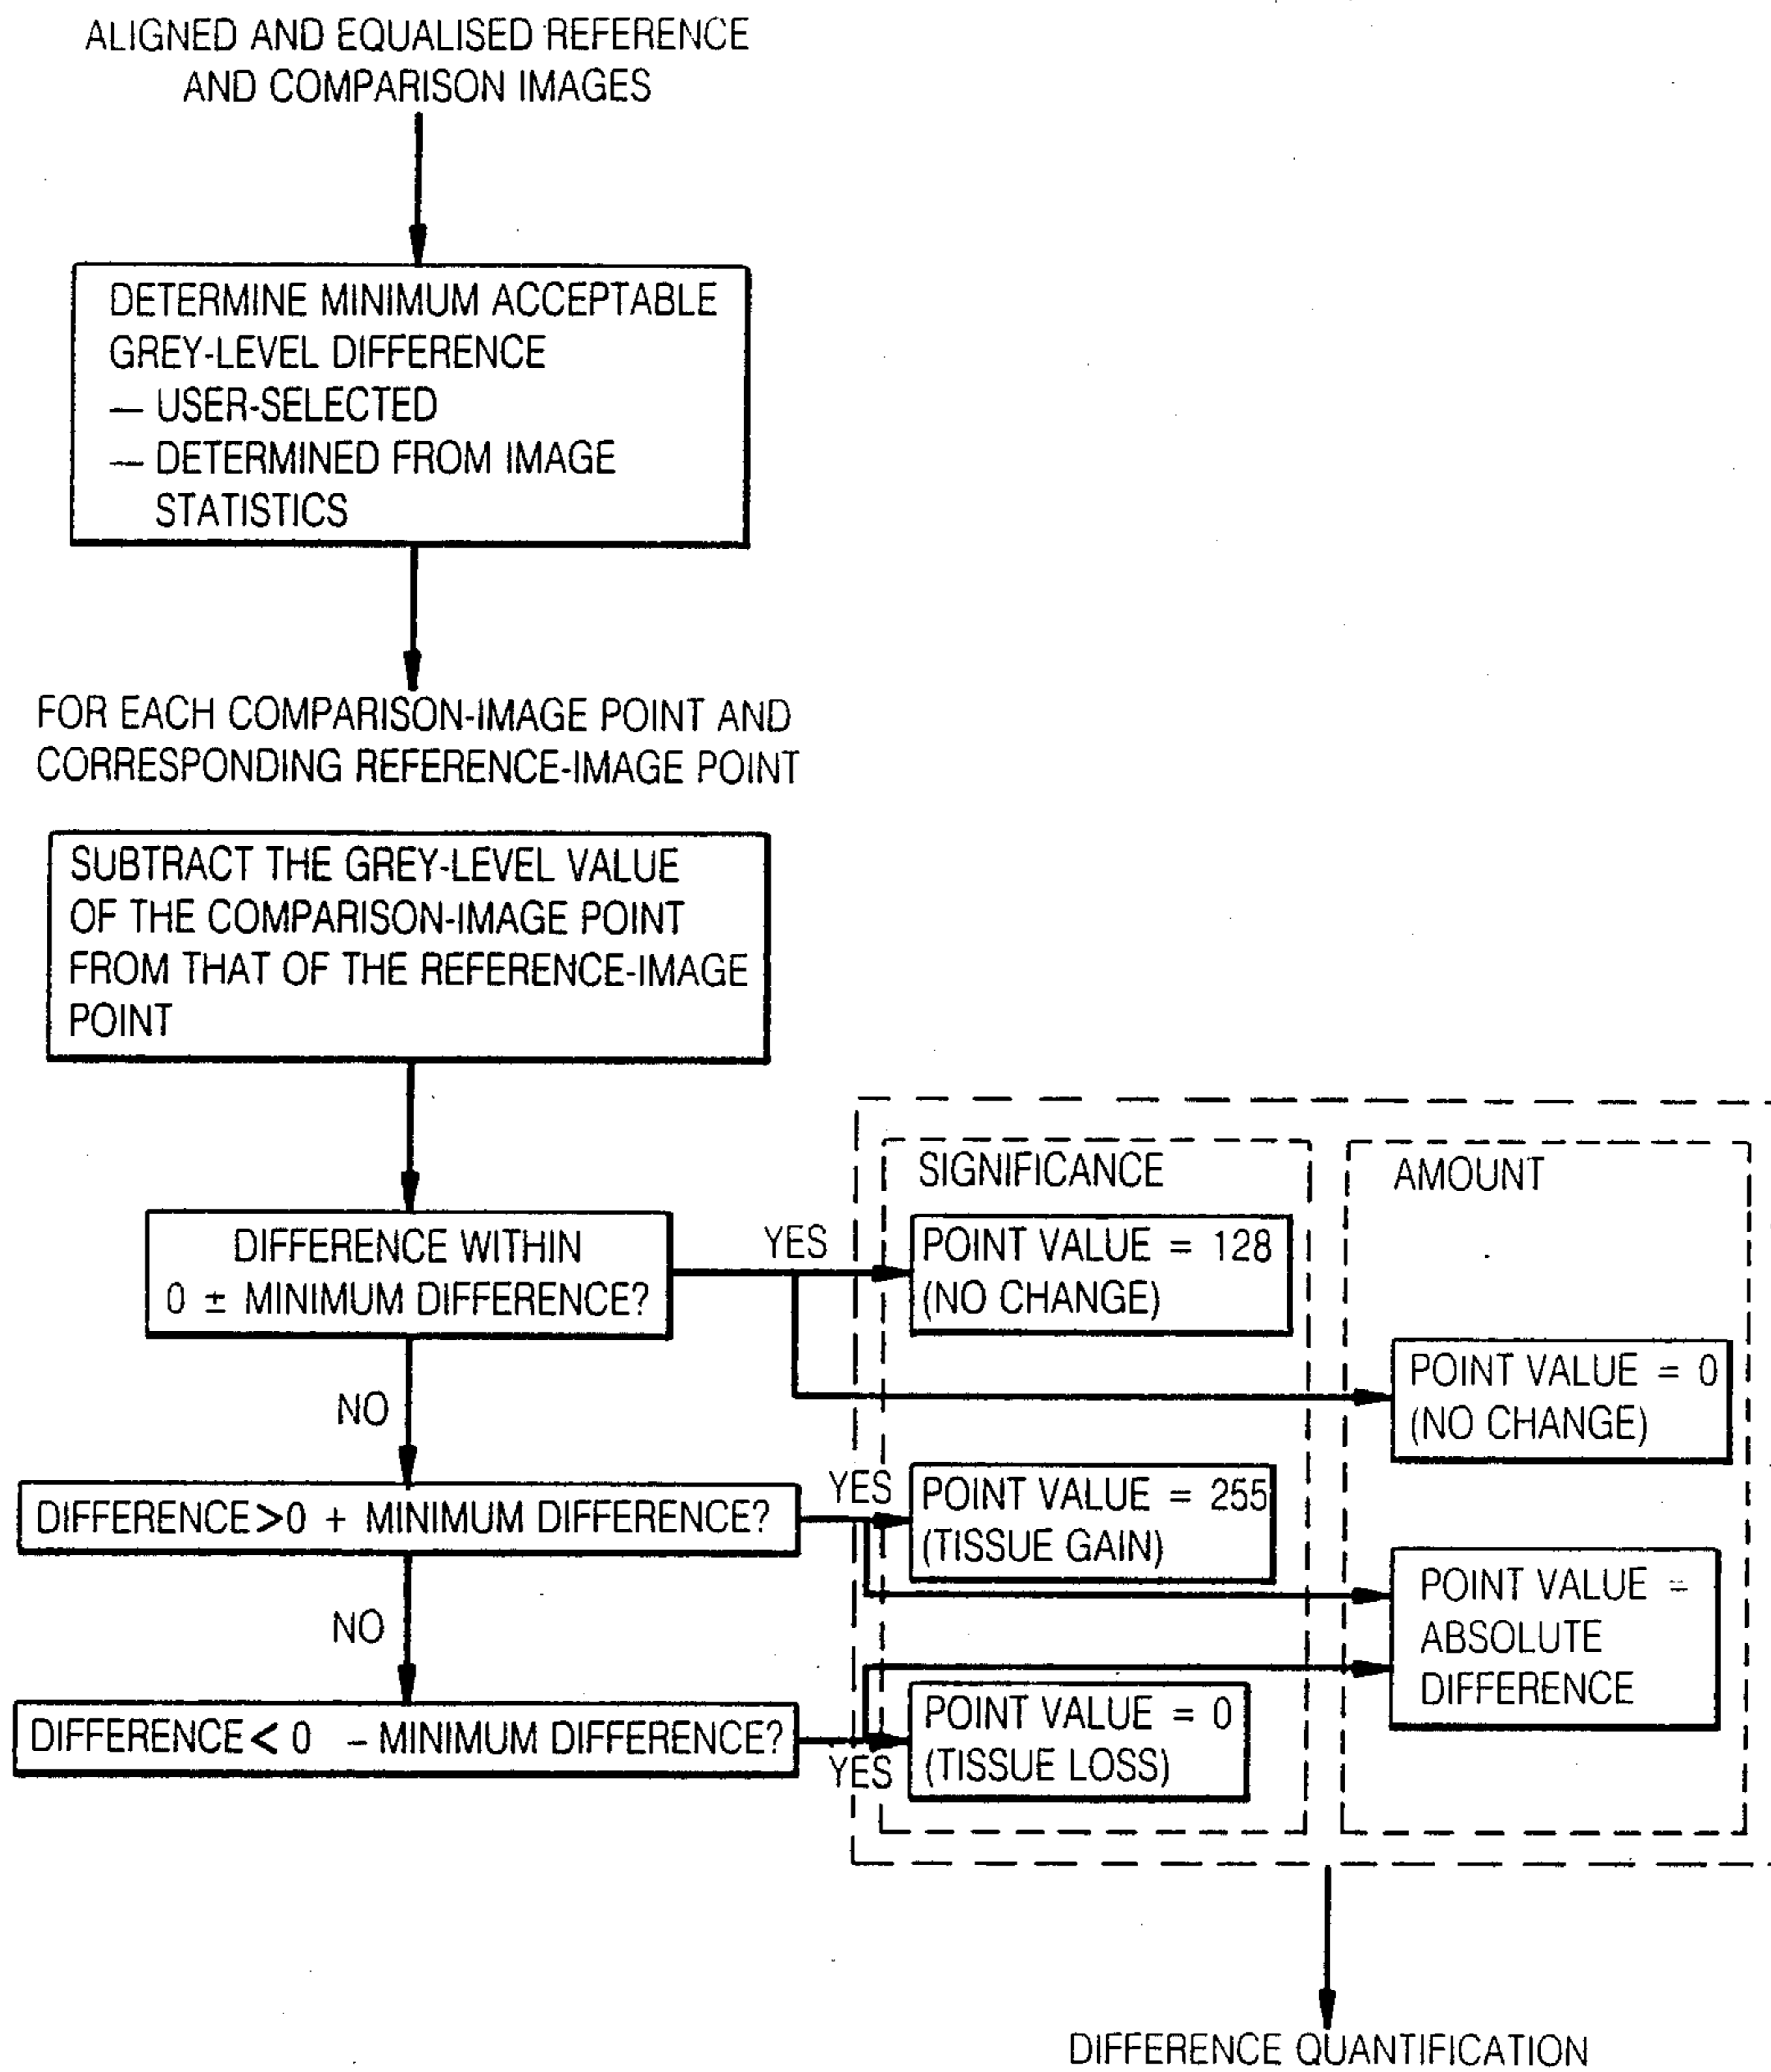 ALIGNED AND EQUALISED REFERENCE
AND COMPARISON IMAGES
DETERMINE MINIMUM ACCEPTABLE
GREY-LEVEL DIFFERENCE
— USER-SELECTED
— DETERMINED FROM IMAGE
STATISTICS
FOR EACH COMPARISON-IMAGE POINT AND
CORRESPONDING REFERENCE-IMAGE POINT
SUBTRACT THE GREY-LEVEL VALUE
OF THE COMPARISON-IMAGE POINT
FROM THAT OF THE REFERENCE-IMAGE
POINT
SIGNIFICANCE
AMOUNT
DIFFERENCE WITHIN
0 ± MINIMUM DIFFERENCE?
YES
POINT VALUE = 128
(NO CHANGE)
POINT VALUE = 0
(NO CHANGE)
NO
DIFFERENCE>0 + MINIMUM DIFFERENCE?
YES
POINT VALUE = 255
(TISSUE GAIN)
POINT VALUE =
ABSOLUTE
DIFFERENCE
NO
DIFFERENCE< 0 - MINIMUM DIFFERENCE?
YES
POINT VALUE = 0
(TISSUE LOSS)
DIFFERENCE QUANTIFICATION